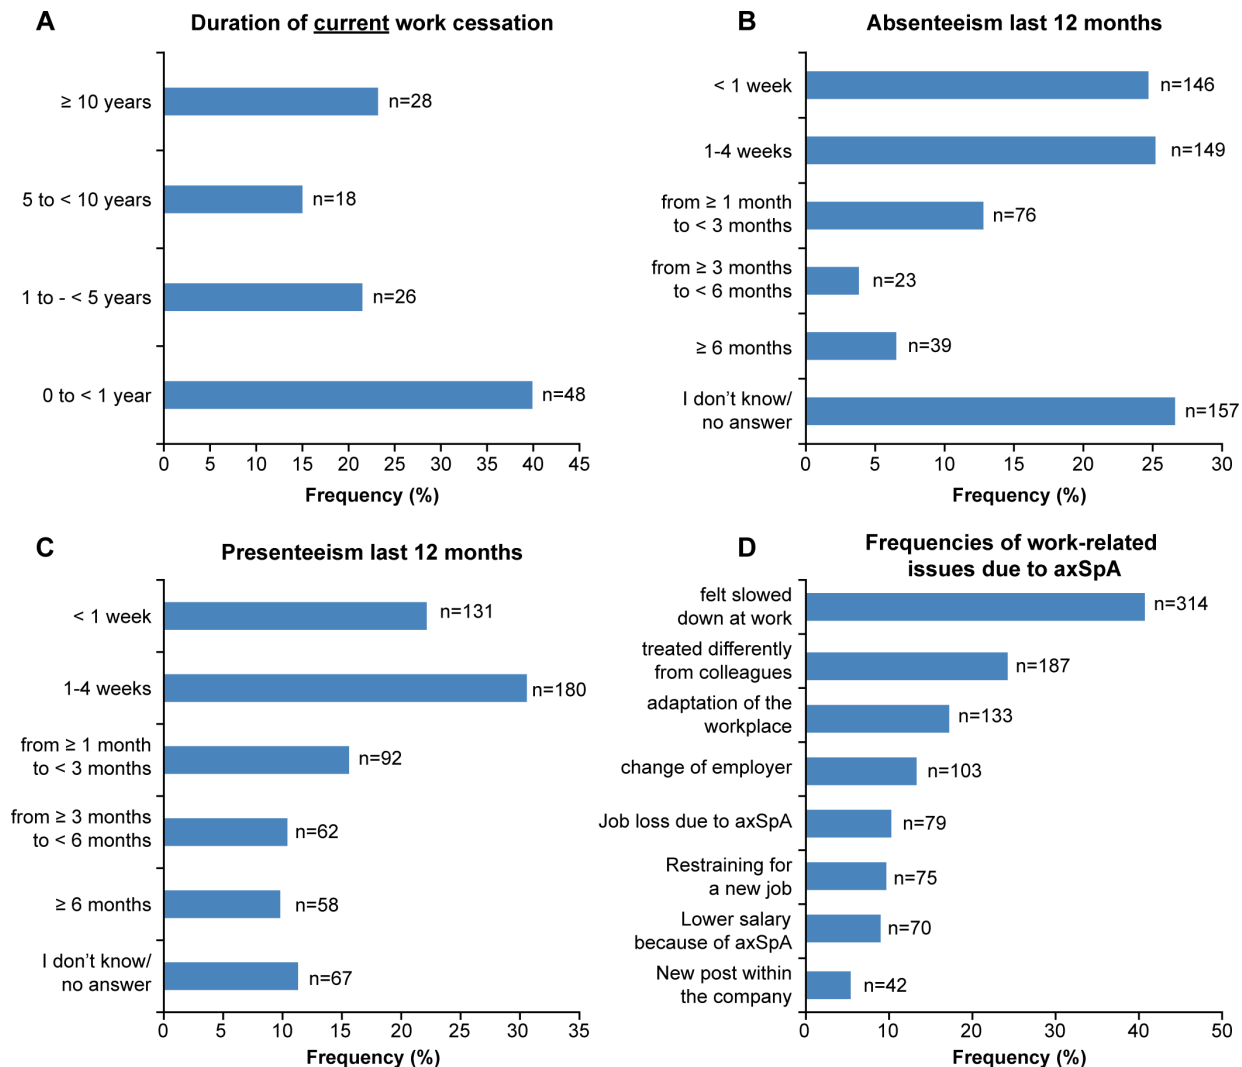 A
Duration of current work cessation
≥ 10 years
n=28
5 to < 10 years
n=18
1 to - < 5 years
n=26
0 to < 1 year
n=48
0 5 10 15 20 25 30 35 40 45
Frequency (%)
B
Absenteeism last 12 months
< 1 week
n=146
1-4 weeks
n=149
from ≥ 1 month
to < 3 months
n=76
from ≥ 3 months
to < 6 months
n=23
≥ 6 months
n=39
I don’t know/
no answer
n=157
0 5 10 15 20 25 30
Frequency (%)
C
Presenteeism last 12 months
< 1 week
n=131
1-4 weeks
n=180
from ≥ 1 month
to < 3 months
n=92
from ≥ 3 months
to < 6 months
n=62
≥ 6 months
n=58
I don’t know/
no answer
n=67
0 5 10 15 20 25 30 35
Frequency (%)
D
Frequencies of work-related
issues due to axSpA
felt slowed
down at work
n=314
treated differently
from colleagues
n=187
adaptation of the
workplace
n=133
change of employer
n=103
Job loss due to axSpA
n=79
Restraining for
a new job
n=75
Lower salary
because of axSpA
n=70
New post within
the company
n=42
0 10 20 30 40 50
Frequency (%)